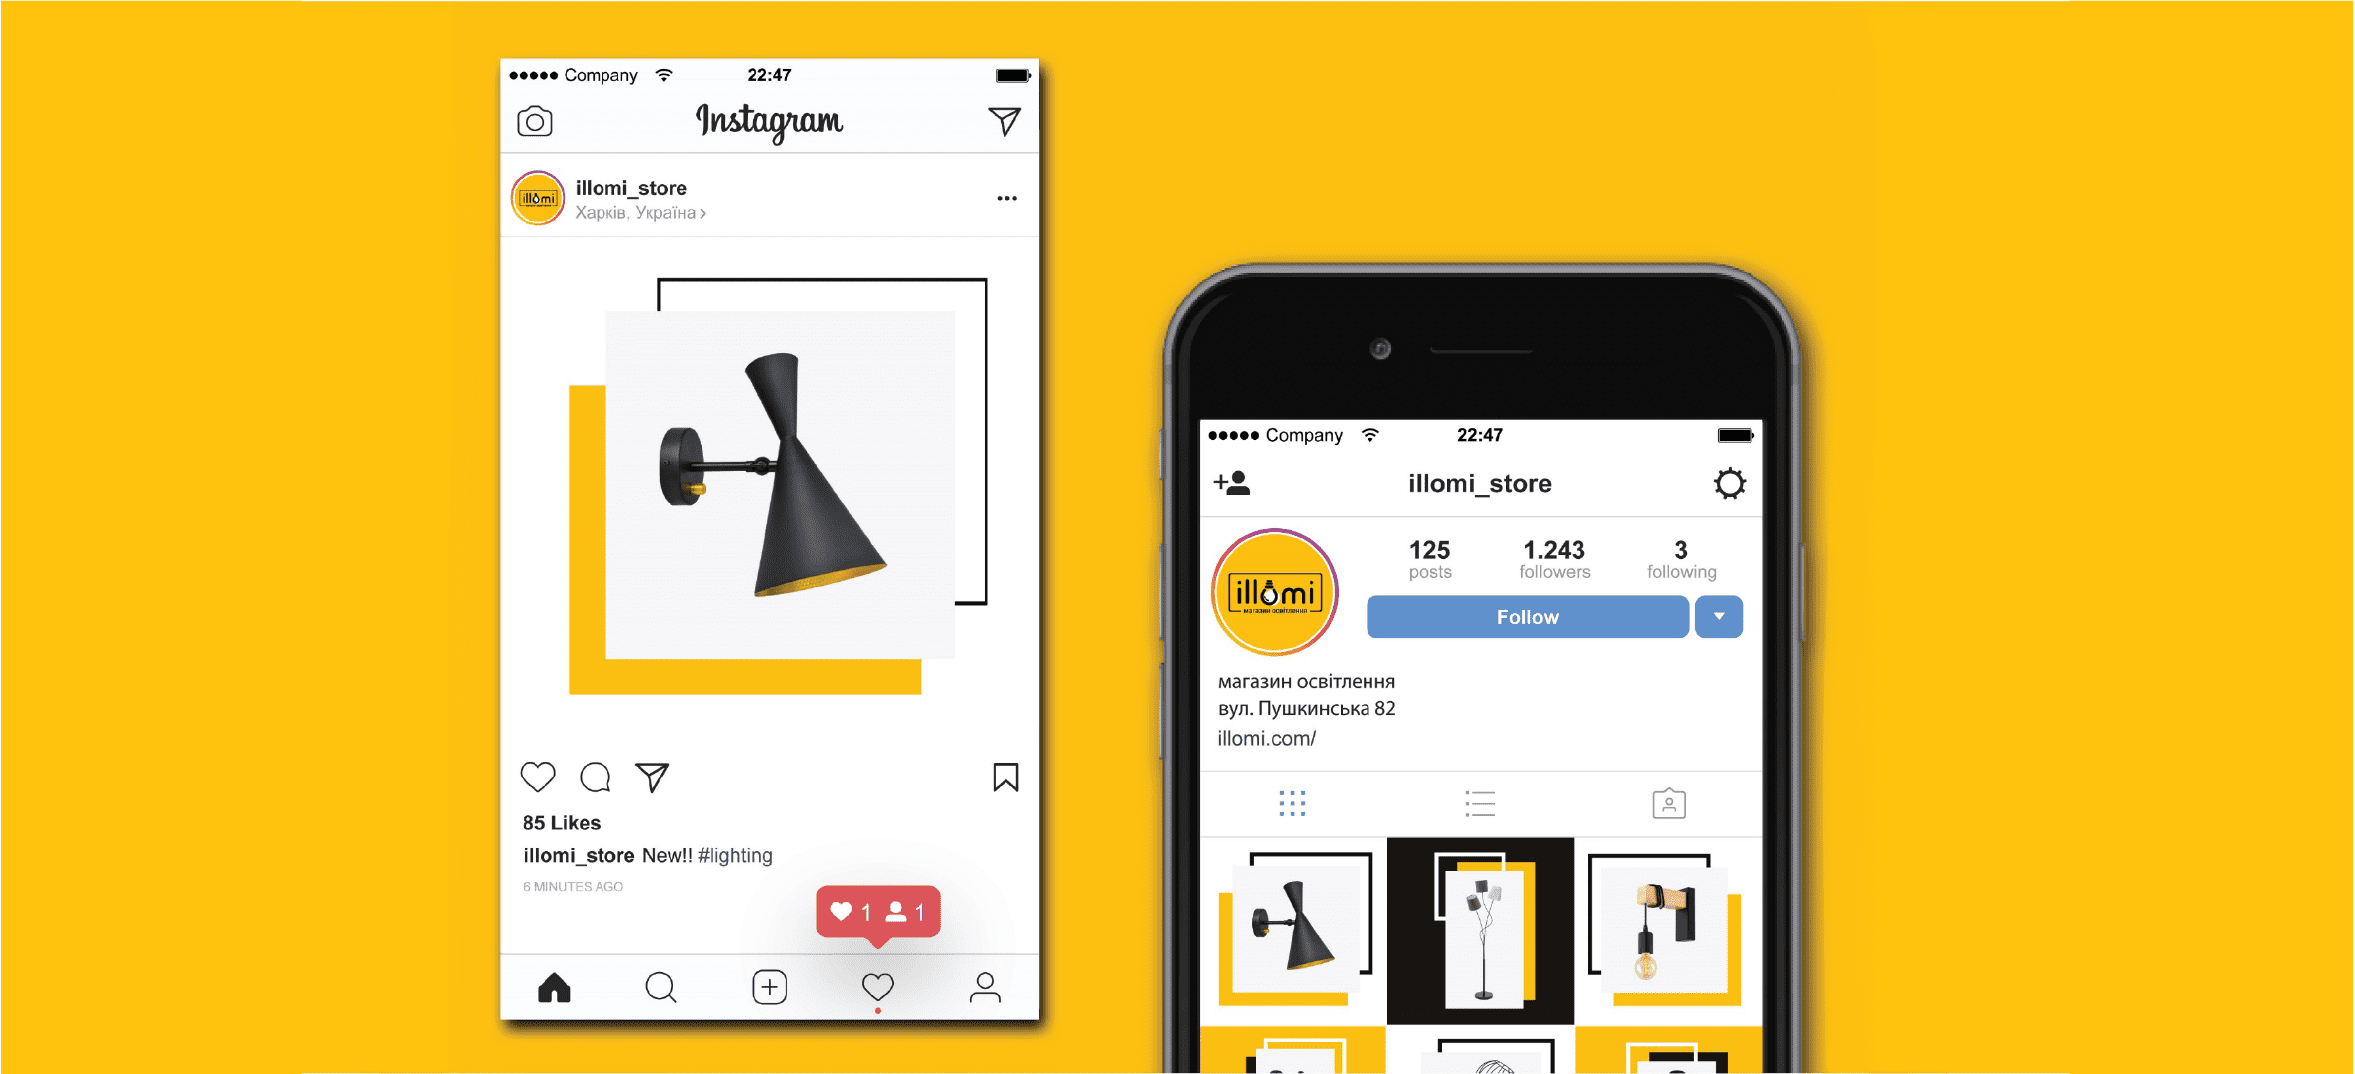 Company 22:47
Instagram
illomi
illomi_store
Харків, Україна ›
85 Likes
illomi_store New!! #lighting
6 MINUTES AGO
1 1
Company 22:47
illomi_store
illomi
магазин освітлення
125 1.243 3
posts followers following
Follow
магазин освітлення
вул. Пушкинська 82
illomi.com/